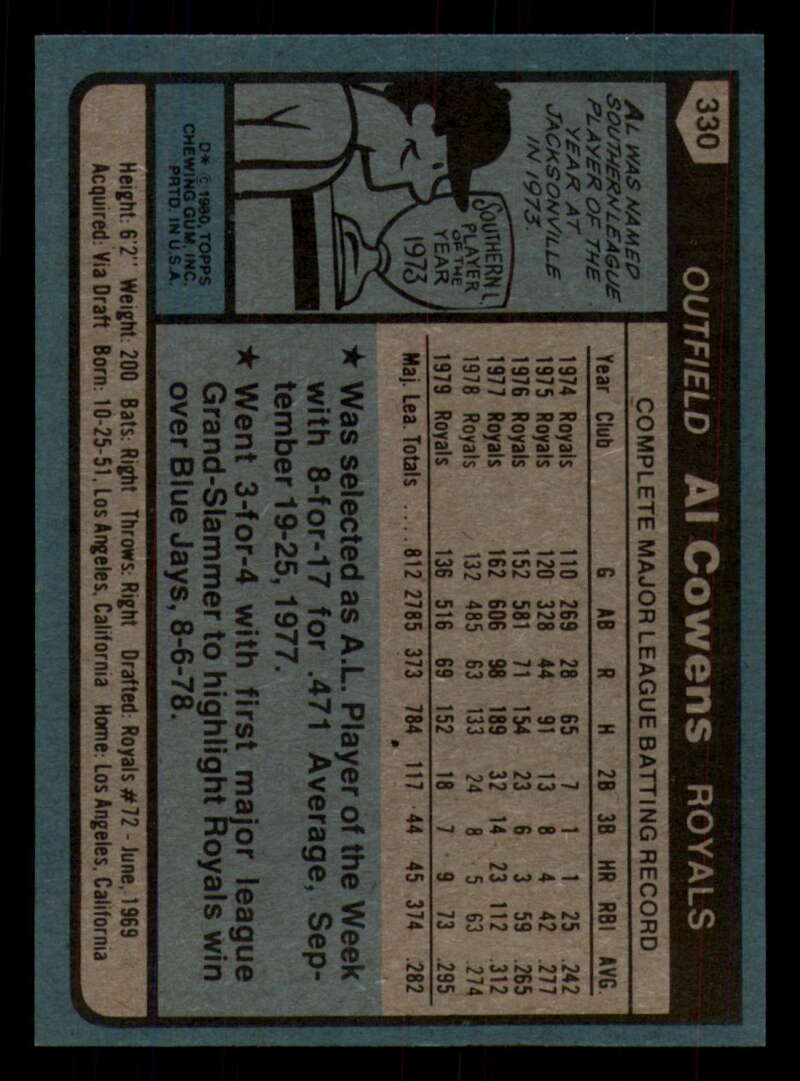 330
OUTFIELD Al Cowens ROYALS
AL WAS NAMED
SOUTHERN LEAGUE
PLAYER OF THE
YEAR AT
JACKSONVILLE
IN 1973.
SOUTHERN L.
PLAYER
OF THE
YEAR
1973
D* © 1980, TOPPS
CHEWING GUM, INC.
PRTD. IN U.S.A.
COMPLETE MAJOR LEAGUE BATTING RECORD
Year Club G AB R H 2B 3B HR RBI AVG.
1974 Royals 110 269 28 65 7 1 1 25 .242
1975 Royals 120 328 44 91 13 8 4 42 .277
1976 Royals 152 581 71 154 23 6 3 59 .265
1977 Royals 162 606 98 189 32 14 23 112 .312
1978 Royals 132 485 63 133 24 8 5 63 .274
1979 Royals 136 516 69 152 18 7 9 73 .295
Maj. Lea. Totals .... 812 2785 373 784 117 44 45 374 .282
★ Was selected as A.L. Player of the Week
with 8-for-17 for .471 Average, Sep-
tember 19-25, 1977.
★ Went 3-for-4 with first major league
Grand-Slammer to highlight Royals win
over Blue Jays, 8-6-78.
Height: 6'2" Weight: 200 Bats: Right Throws: Right Drafted: Royals #72 - June, 1969
Acquired: Via Draft Born: 10-25-51, Los Angeles, California Home: Los Angeles, California